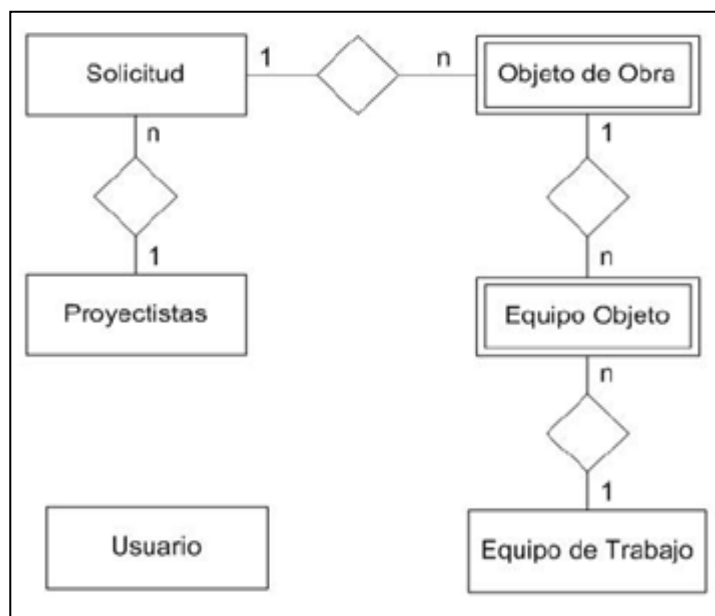 Solicitud
1
n
Objeto de Obra
n
1
1
n
Proyectistas
Equipo Objeto
n
1
Usuario
Equipo de Trabajo